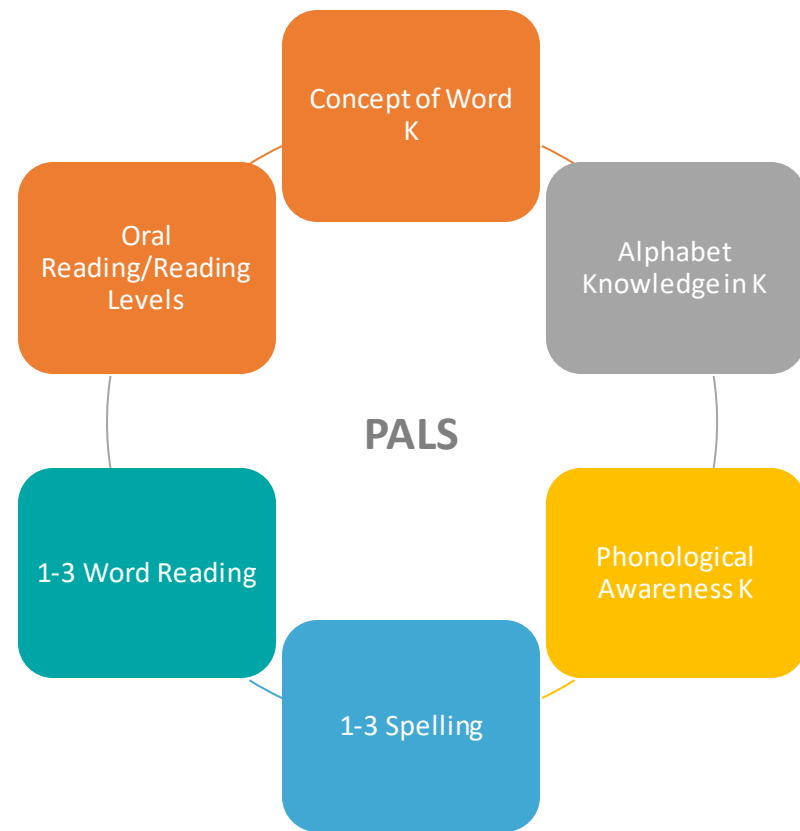 Concept of Word
K
Alphabet
Knowledge in K
Phonological
Awareness K
1-3 Spelling
1-3 Word Reading
Oral
Reading/Reading
Levels
PALS